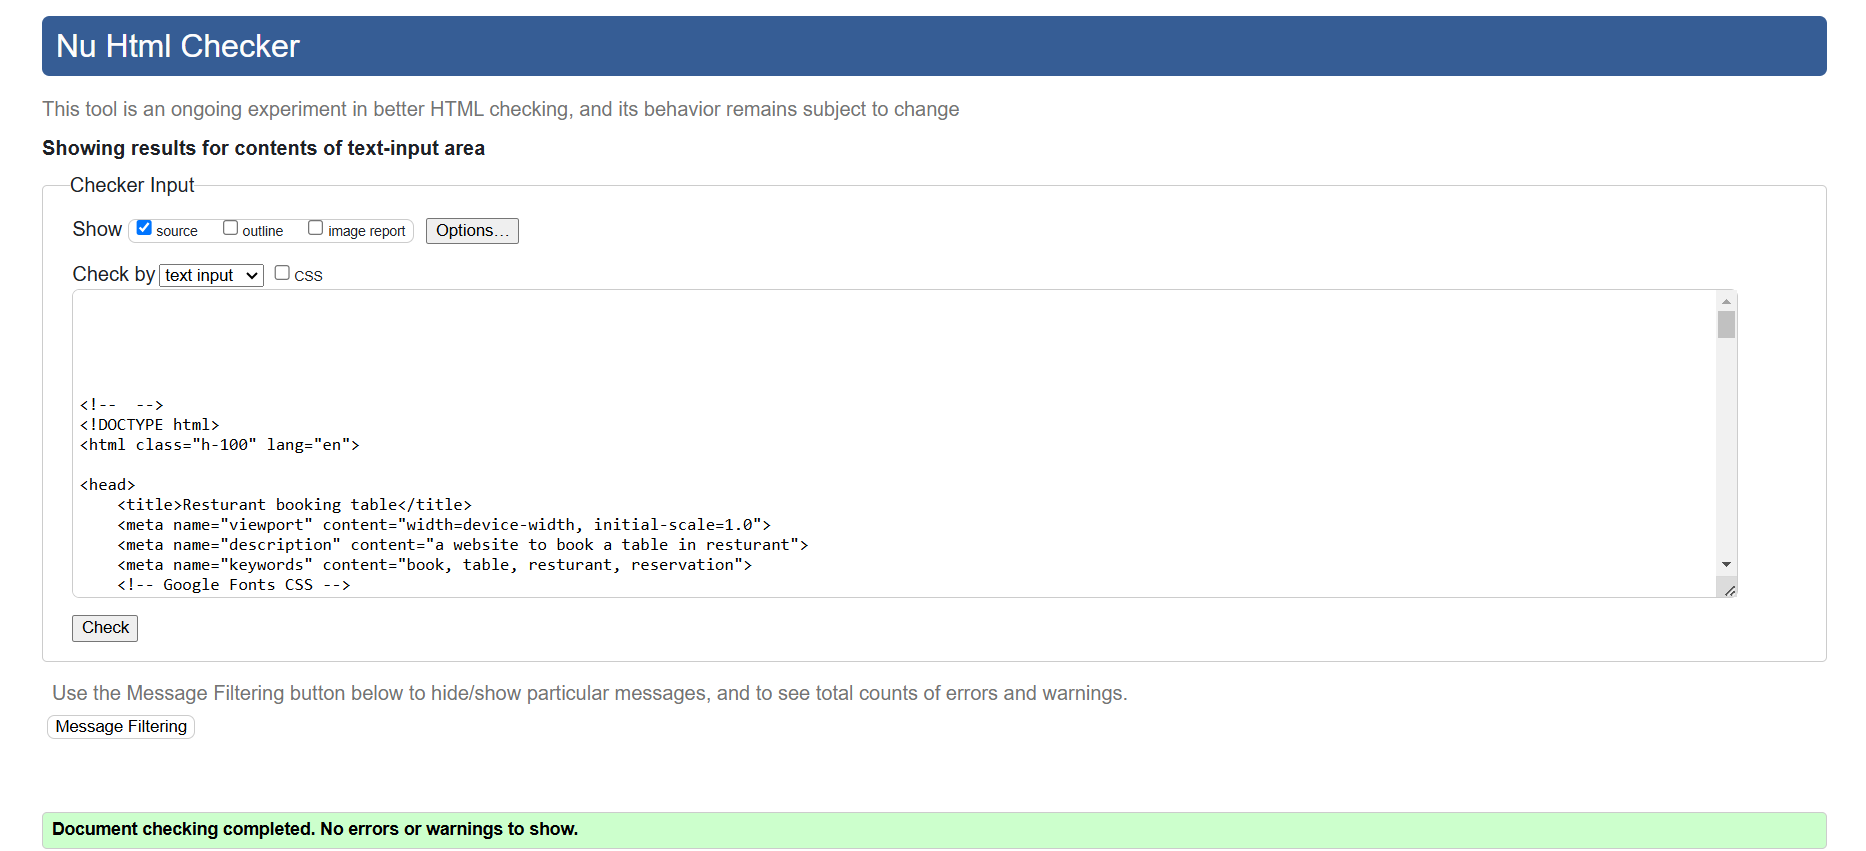 Nu Html Checker
This tool is an ongoing experiment in better HTML checking, and its behavior remains subject to change
Showing results for contents of text-input area
Checker Input
Show source outline image report Options...
Check by text input CSS
<!--  -->
<!DOCTYPE html>
<html class="h-100" lang="en">
<head>
    <title>Resturant booking table</title>
    <meta name="viewport" content="width=device-width, initial-scale=1.0">
    <meta name="description" content="a website to book a table in resturant">
    <meta name="keywords" content="book, table, resturant, reservation">
    <!-- Google Fonts CSS -->
Check
Use the Message Filtering button below to hide/show particular messages, and to see total counts of errors and warnings.
Message Filtering
Document checking completed. No errors or warnings to show.